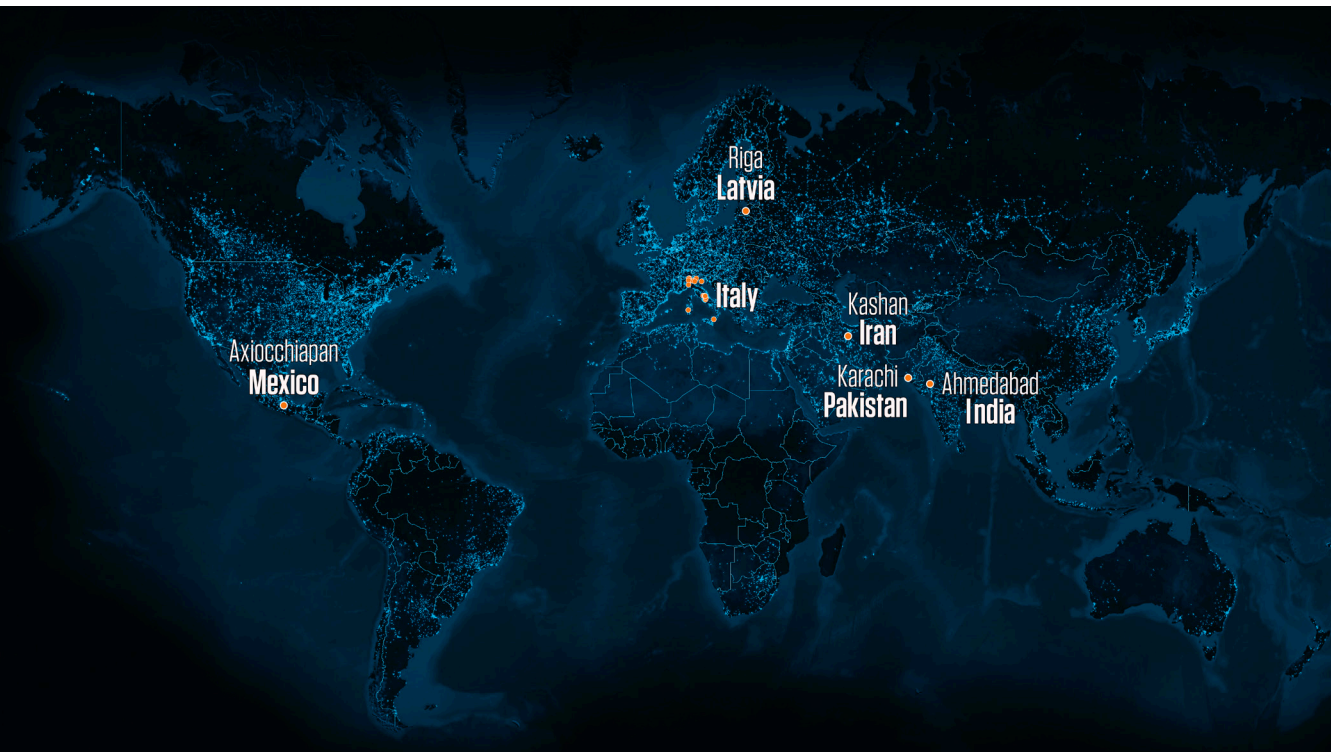 Riga
Latvia
Italy
Kashan
Iran
Axiocchiapan
Mexico
Karachi
Pakistan
Ahmedabad
India